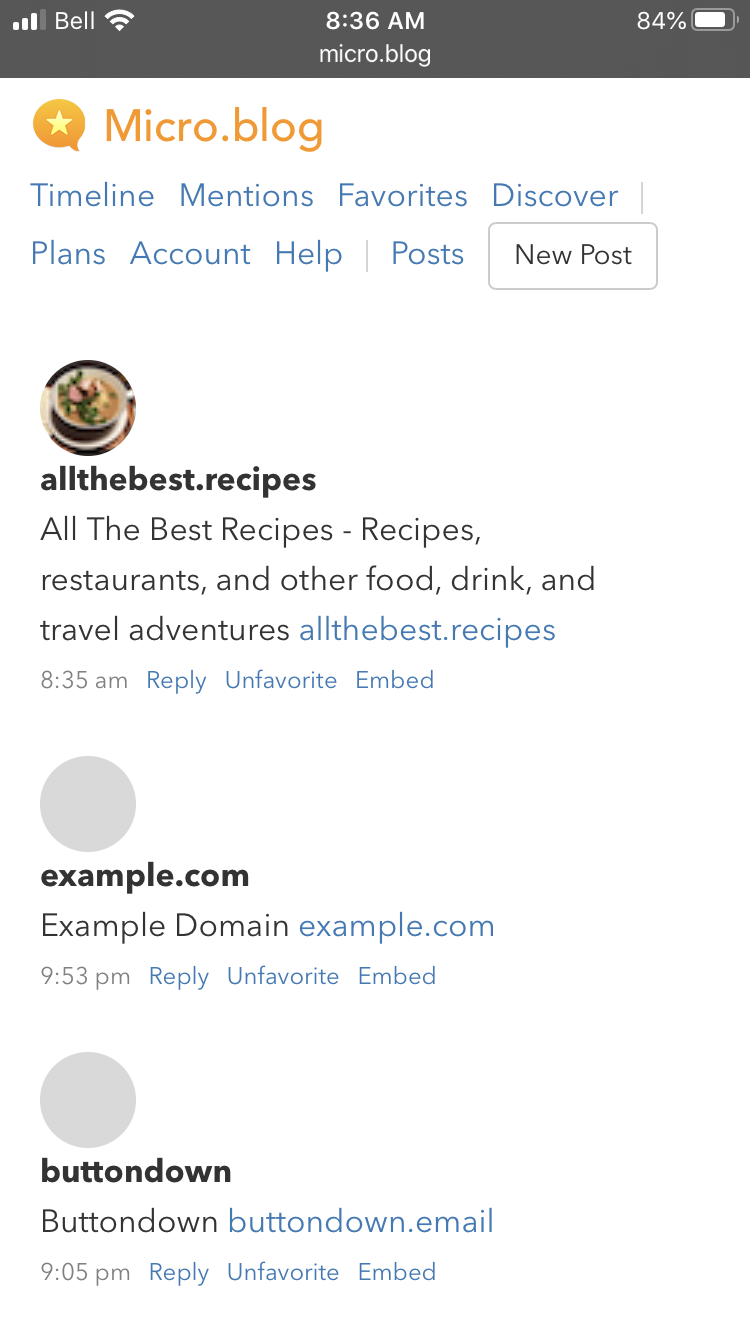 Bell 8:36 AM 84%
micro.blog
Micro.blog
Timeline Mentions Favorites Discover
Plans Account Help Posts New Post
allthebest.recipes
All The Best Recipes - Recipes,
restaurants, and other food, drink, and
travel adventures allthebest.recipes
8:35 am Reply Unfavorite Embed
example.com
Example Domain example.com
9:53 pm Reply Unfavorite Embed
buttondown
Buttondown buttondown.email
9:05 pm Reply Unfavorite Embed